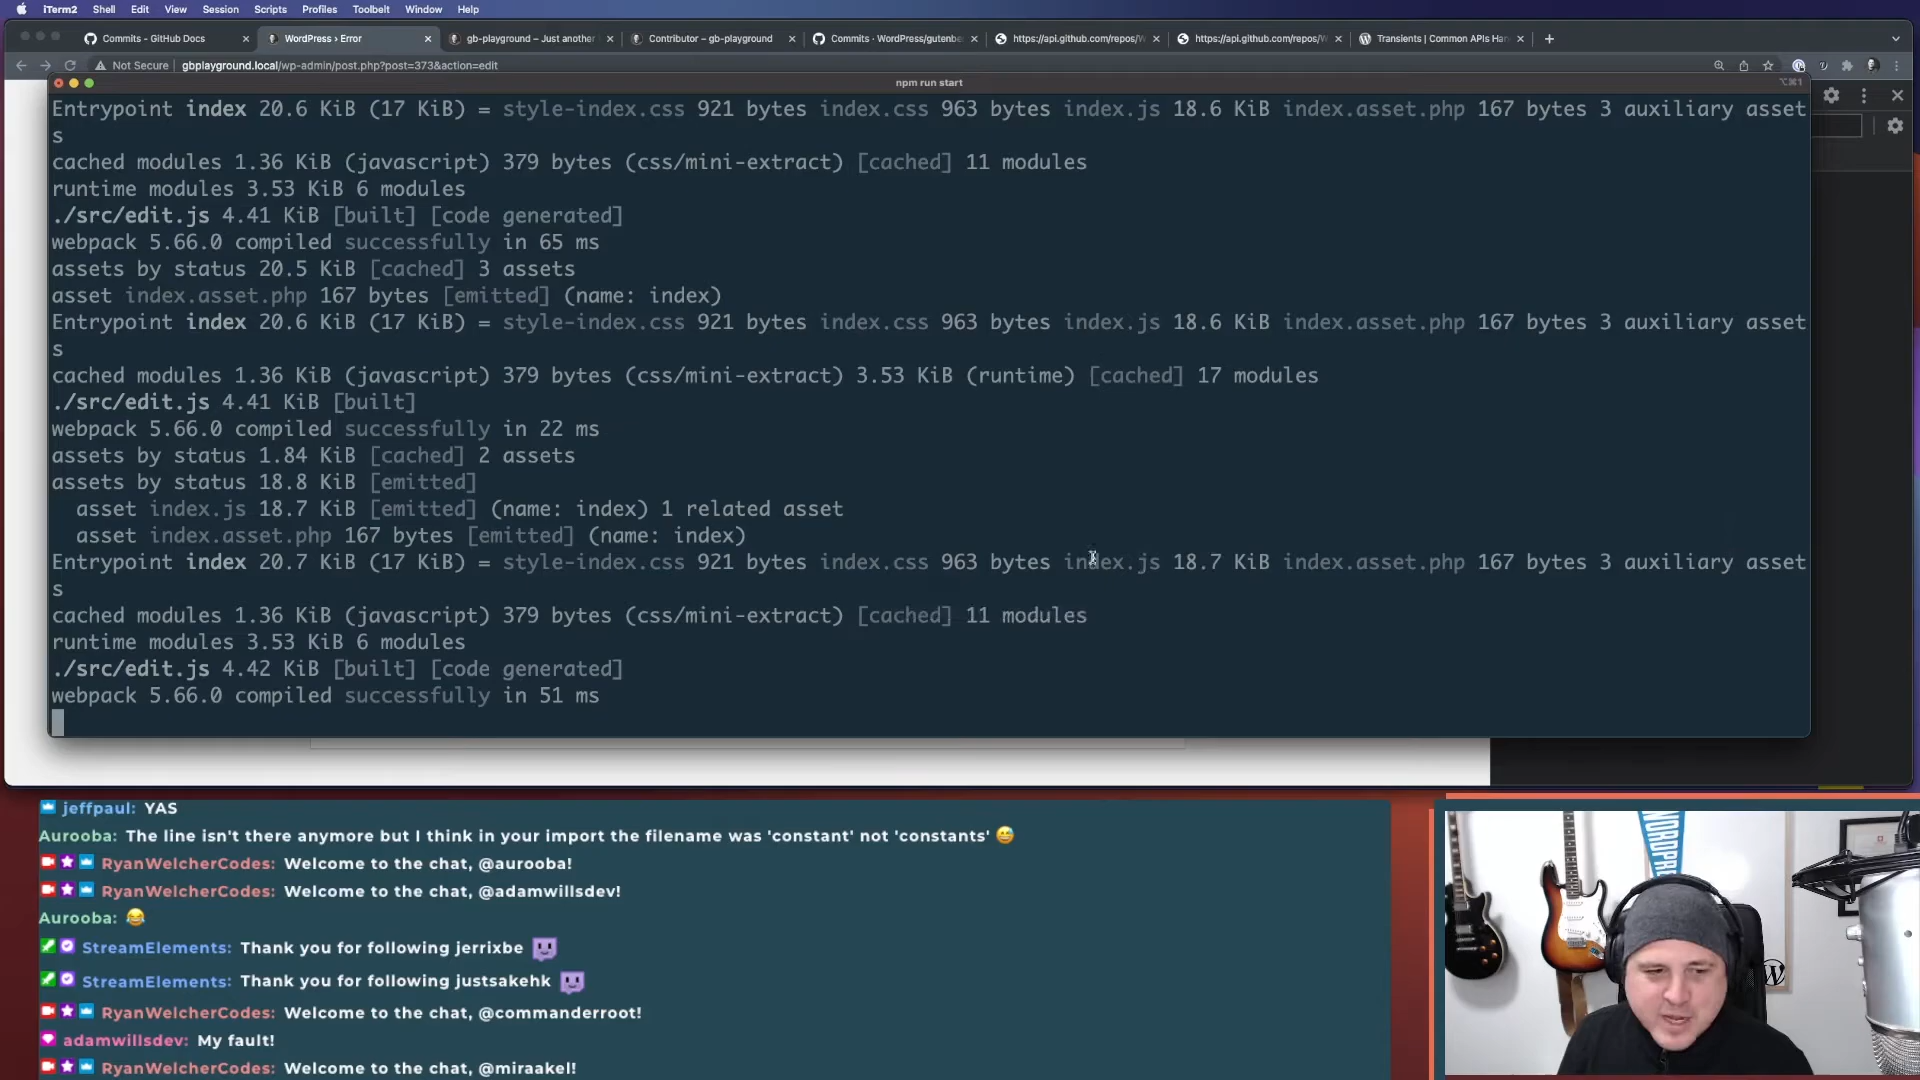 iTerm2 Shell Edit View Session Scripts Profiles Toolbelt Window Help
Commits - GitHub Docs
WordPress › Error
gb-playground – Just another
Contributor – gb-playground
Commits · WordPress/gutenbe
https://api.github.com/repos/W
https://api.github.com/repos/W
Transients | Common APIs Han
Not Secure | gbplayground.local/wp-admin/post.php?post=373&action=edit
npm run start
⌥⌘1
Entrypoint index 20.6 KiB (17 KiB) = style-index.css 921 bytes index.css 963 bytes index.js 18.6 KiB index.asset.php 167 bytes 3 auxiliary asset
s
cached modules 1.36 KiB (javascript) 379 bytes (css/mini-extract) [cached] 11 modules
runtime modules 3.53 KiB 6 modules
./src/edit.js 4.41 KiB [built] [code generated]
webpack 5.66.0 compiled successfully in 65 ms
assets by status 20.5 KiB [cached] 3 assets
asset index.asset.php 167 bytes [emitted] (name: index)
Entrypoint index 20.6 KiB (17 KiB) = style-index.css 921 bytes index.css 963 bytes index.js 18.6 KiB index.asset.php 167 bytes 3 auxiliary asset
s
cached modules 1.36 KiB (javascript) 379 bytes (css/mini-extract) 3.53 KiB (runtime) [cached] 17 modules
./src/edit.js 4.41 KiB [built]
webpack 5.66.0 compiled successfully in 22 ms
assets by status 1.84 KiB [cached] 2 assets
assets by status 18.8 KiB [emitted]
asset index.js 18.7 KiB [emitted] (name: index) 1 related asset
asset index.asset.php 167 bytes [emitted] (name: index)
Entrypoint index 20.7 KiB (17 KiB) = style-index.css 921 bytes index.css 963 bytes index.js 18.7 KiB index.asset.php 167 bytes 3 auxiliary asset
s
cached modules 1.36 KiB (javascript) 379 bytes (css/mini-extract) [cached] 11 modules
runtime modules 3.53 KiB 6 modules
./src/edit.js 4.42 KiB [built] [code generated]
webpack 5.66.0 compiled successfully in 51 ms
jeffpaul: YAS
Aurooba: The line isn't there anymore but I think in your import the filename was 'constant' not 'constants' 😅
RyanWelcherCodes: Welcome to the chat, @aurooba!
RyanWelcherCodes: Welcome to the chat, @adamwillsdev!
Aurooba: 😂
StreamElements: Thank you for following jerrixbe
StreamElements: Thank you for following justsakehk
RyanWelcherCodes: Welcome to the chat, @commanderroot!
adamwillsdev: My fault!
RyanWelcherCodes: Welcome to the chat, @miraakel!